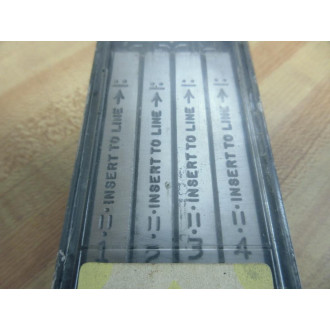 1 · INSERT TO LINE
2 · INSERT TO LINE
3 · INSERT TO LINE
4 · INSERT TO LINE